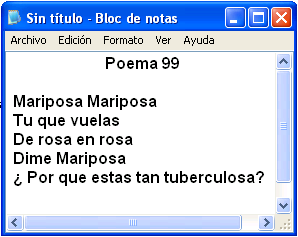 Sin título - Bloc de notas
Archivo Edición Formato Ver Ayuda
Poema 99
Mariposa Mariposa
Tu que vuelas
De rosa en rosa
Dime Mariposa
¿ Por que estas tan tuberculosa?